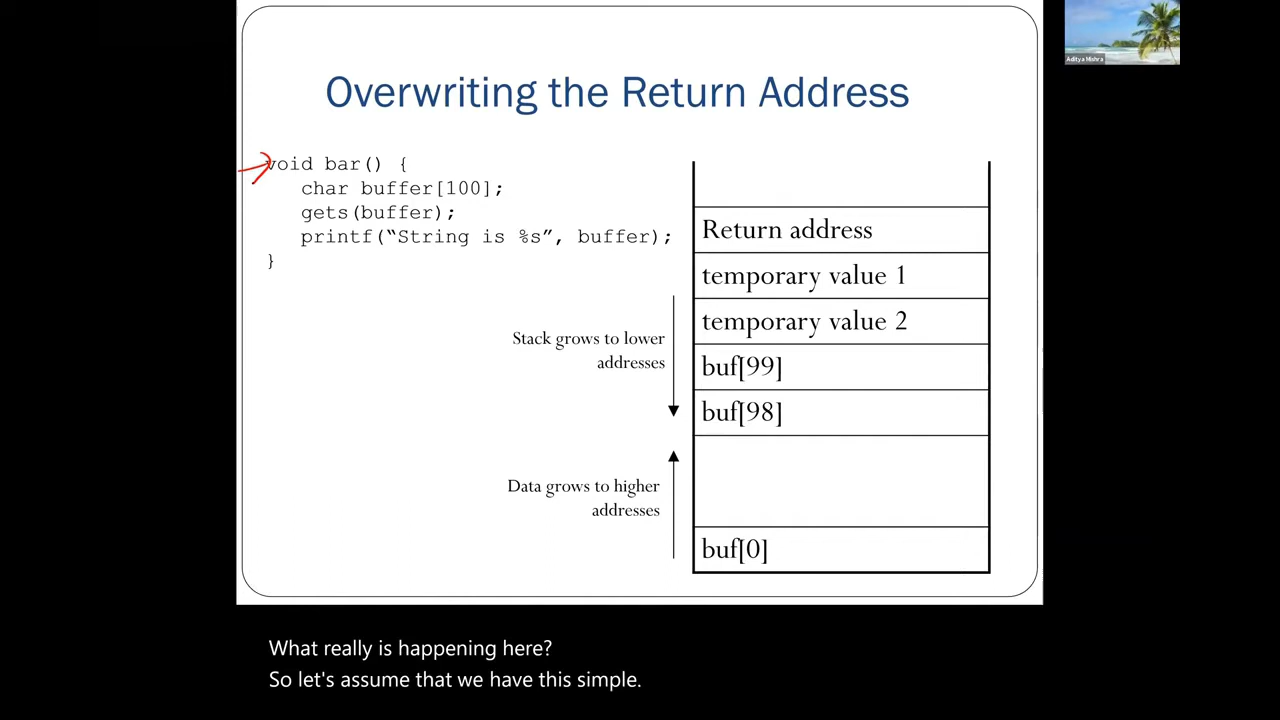 Aditya Mishra
Overwriting the Return Address
void bar() {
char buffer[100];
gets(buffer);
printf(“String is %s”, buffer);
}
Return address
temporary value 1
temporary value 2
buf[99]
buf[98]
buf[0]
Stack grows to lower
addresses
Data grows to higher
addresses
What really is happening here?
So let's assume that we have this simple.